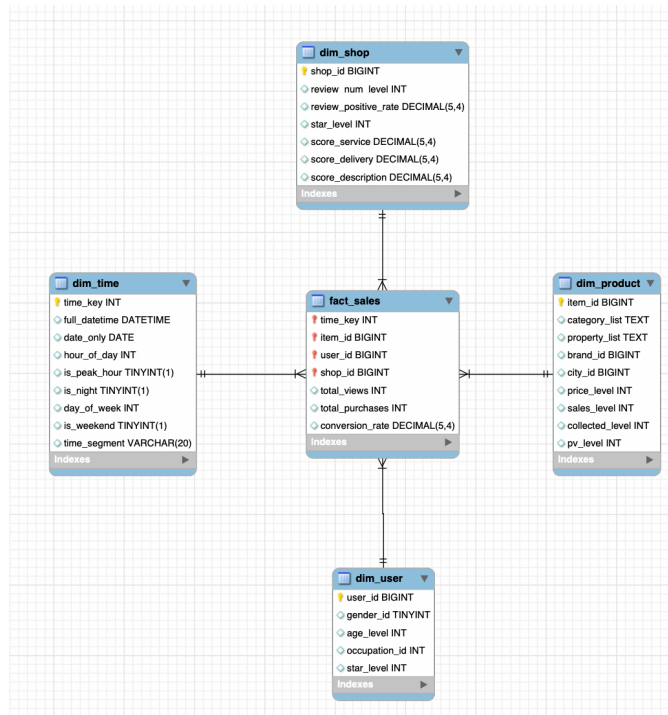 dim_shop
shop_id BIGINT
review_num_level INT
review_positive_rate DECIMAL(5,4)
star_level INT
score_service DECIMAL(5,4)
score_delivery DECIMAL(5,4)
score_description DECIMAL(5,4)
Indexes
dim_time
time_key INT
full_datetime DATETIME
date_only DATE
hour_of_day INT
is_peak_hour TINYINT(1)
is_night TINYINT(1)
day_of_week INT
is_weekend TINYINT(1)
time_segment VARCHAR(20)
Indexes
fact_sales
time_key INT
item_id BIGINT
user_id BIGINT
shop_id BIGINT
total_views INT
total_purchases INT
conversion_rate DECIMAL(5,4)
Indexes
dim_product
item_id BIGINT
category_list TEXT
property_list TEXT
brand_id BIGINT
city_id BIGINT
price_level INT
sales_level INT
collected_level INT
pv_level INT
Indexes
dim_user
user_id BIGINT
gender_id TINYINT
age_level INT
occupation_id INT
star_level INT
Indexes